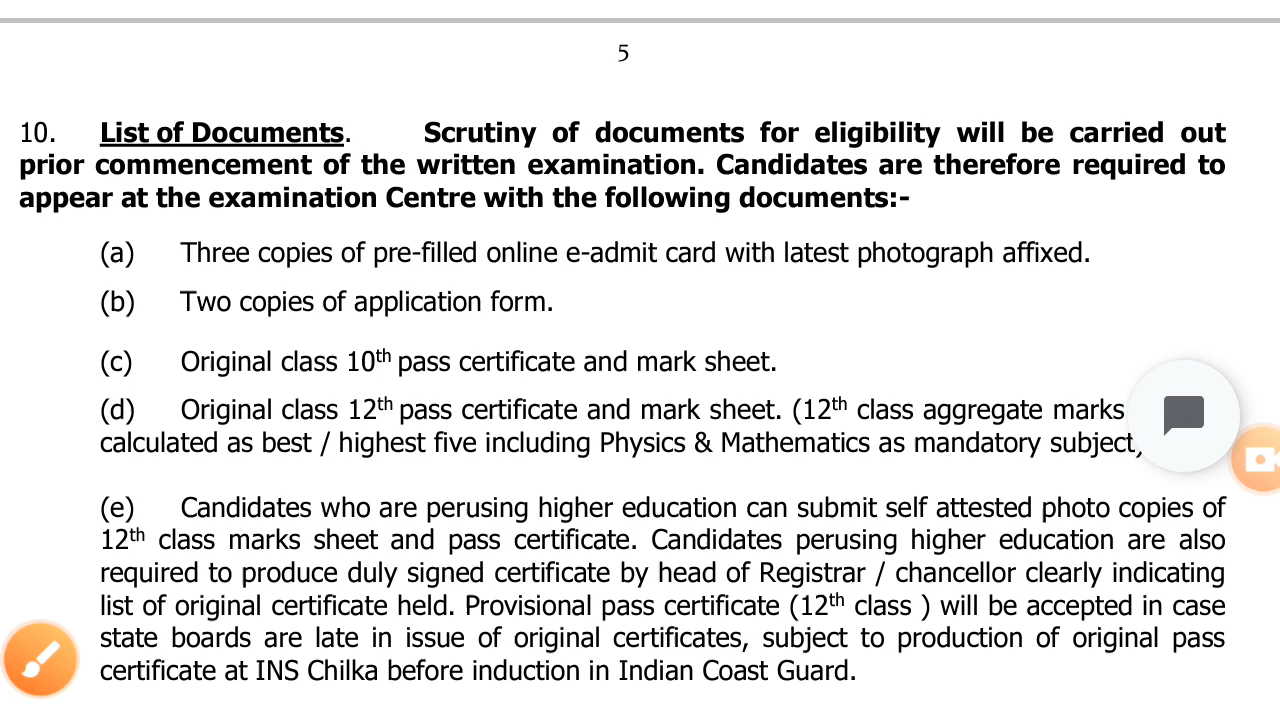 5
10. List of Documents. Scrutiny of documents for eligibility will be carried out
prior commencement of the written examination. Candidates are therefore required to
appear at the examination Centre with the following documents:-
(a) Three copies of pre-filled online e-admit card with latest photograph affixed.
(b) Two copies of application form.
(c) Original class 10th pass certificate and mark sheet.
(d) Original class 12th pass certificate and mark sheet. (12th class aggregate marks
calculated as best / highest five including Physics & Mathematics as mandatory subject)
(e) Candidates who are perusing higher education can submit self attested photo copies of
12th class marks sheet and pass certificate. Candidates perusing higher education are also
required to produce duly signed certificate by head of Registrar / chancellor clearly indicating
list of original certificate held. Provisional pass certificate (12th class ) will be accepted in case
state boards are late in issue of original certificates, subject to production of original pass
certificate at INS Chilka before induction in Indian Coast Guard.